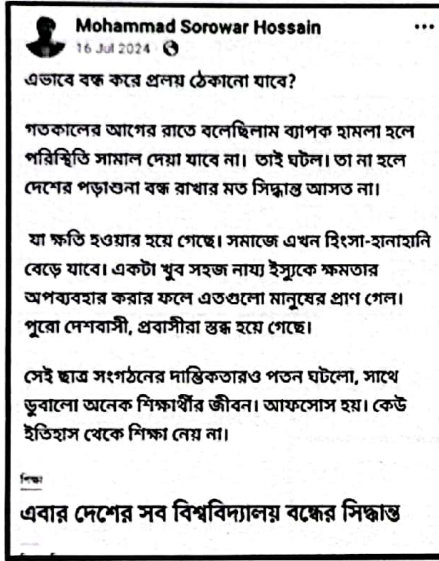 Mohammad Sorowar Hossain
16 Jul 2024
এভাবে বন্ধ করে প্রলয় ঠেকানো যাবে?
গতকালের আগের রাতে বলেছিলাম ব্যাপক হামলা হলে
পরিস্থিতি সামাল দেয়া যাবে না। তাই ঘটল। তা না হলে
দেশের পড়াশুনা বন্ধ রাখার মত সিদ্ধান্ত আসত না।
যা ক্ষতি হওয়ার হয়ে গেছে। সমাজে এখন হিংসা-হানাহানি
বেড়ে যাবে। একটা খুব সহজ নায্য ইস্যুকে ক্ষমতার
অপব্যবহার করার ফলে এতগুলো মানুষের প্রাণ গেল।
পুরো দেশবাসী, প্রবাসীরা স্তব্ধ হয়ে গেছে।
সেই ছাত্র সংগঠনের দাম্ভিকতারও পতন ঘটলো, সাথে
ডুবালো অনেক শিক্ষার্থীর জীবন। আফসোস হয়। কেউ
ইতিহাস থেকে শিক্ষা নেয় না।
শিক্ষা
এবার দেশের সব বিশ্ববিদ্যালয় বন্ধের সিদ্ধান্ত